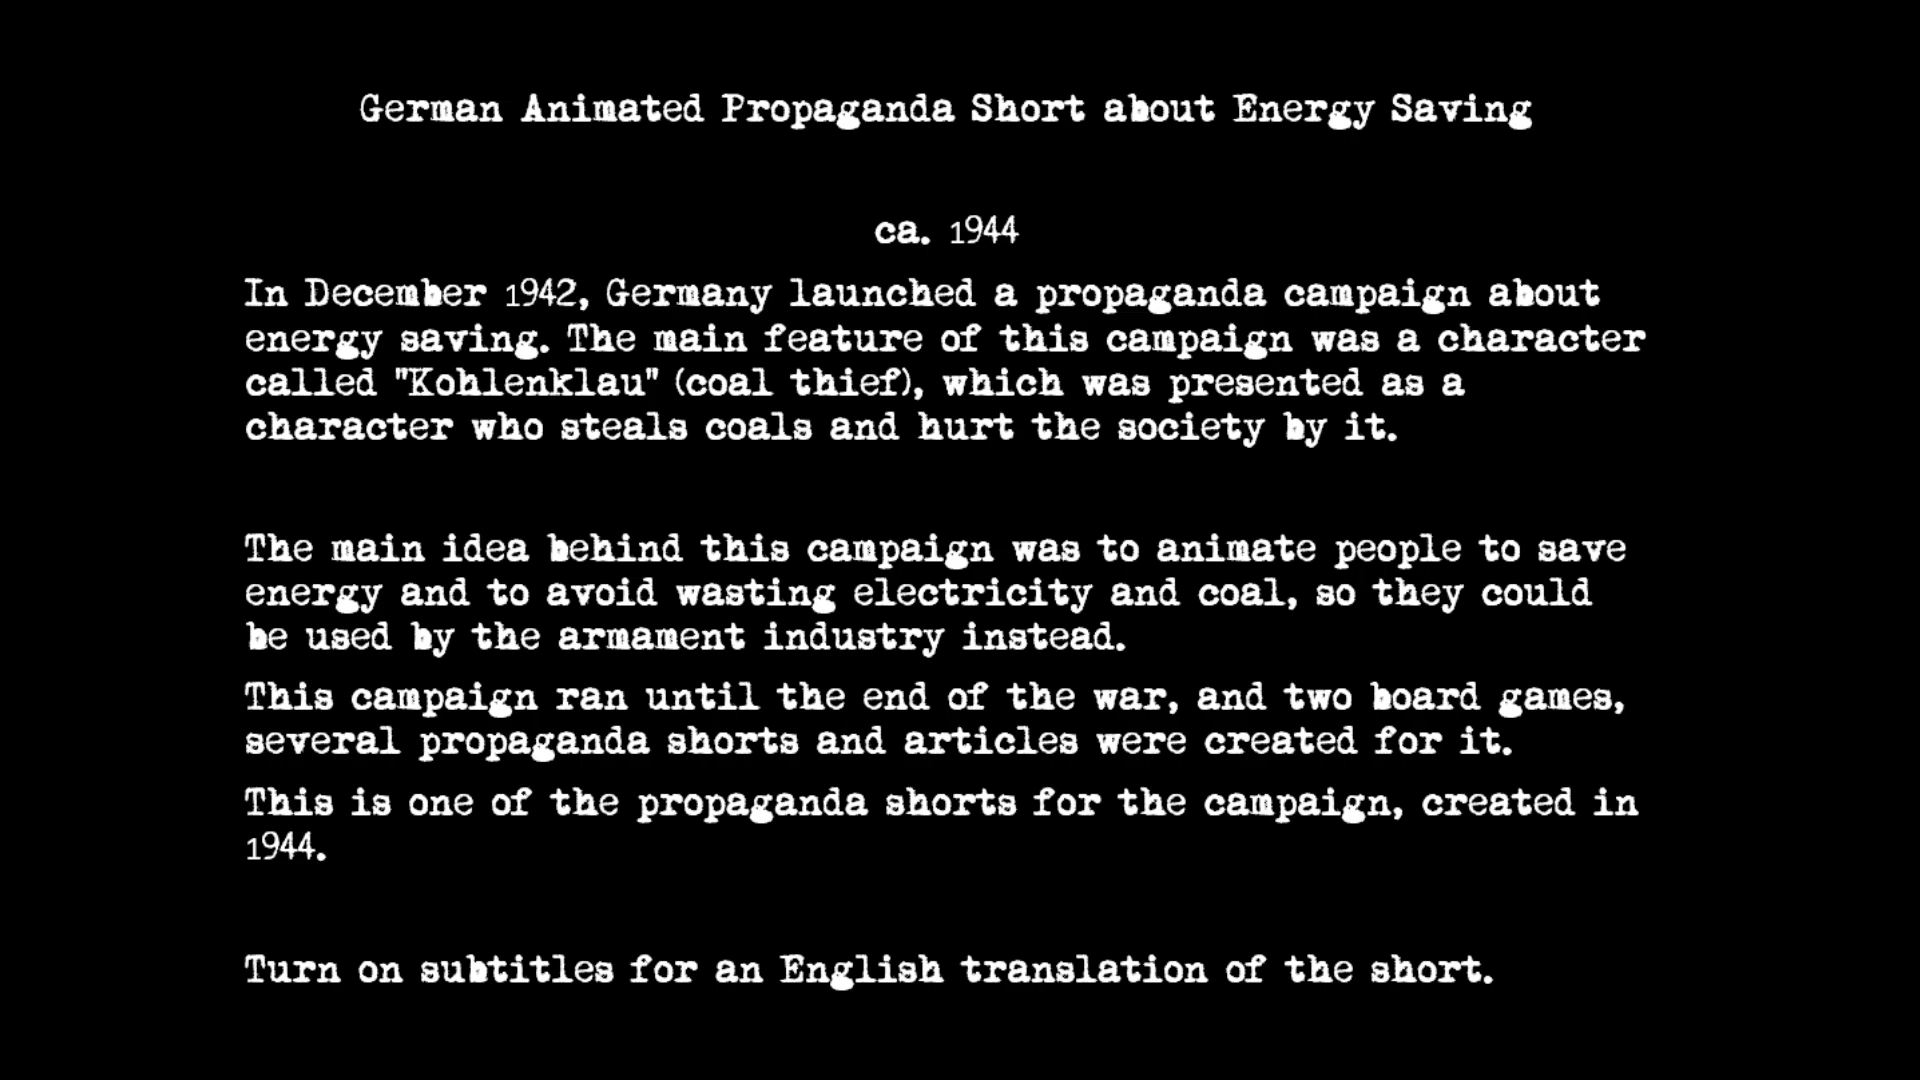 German Animated Propaganda Short about Energy Saving
ca. 1944
In December 1942, Germany launched a propaganda campaign about
energy saving. The main feature of this campaign was a character
called "Kohlenklau" (coal thief), which was presented as a
character who steals coals and hurt the society by it.
The main idea behind this campaign was to animate people to save
energy and to avoid wasting electricity and coal, so they could
be used by the armament industry instead.
This campaign ran until the end of the war, and two board games,
several propaganda shorts and articles were created for it.
This is one of the propaganda shorts for the campaign, created in
1944.
Turn on subtitles for an English translation of the short.